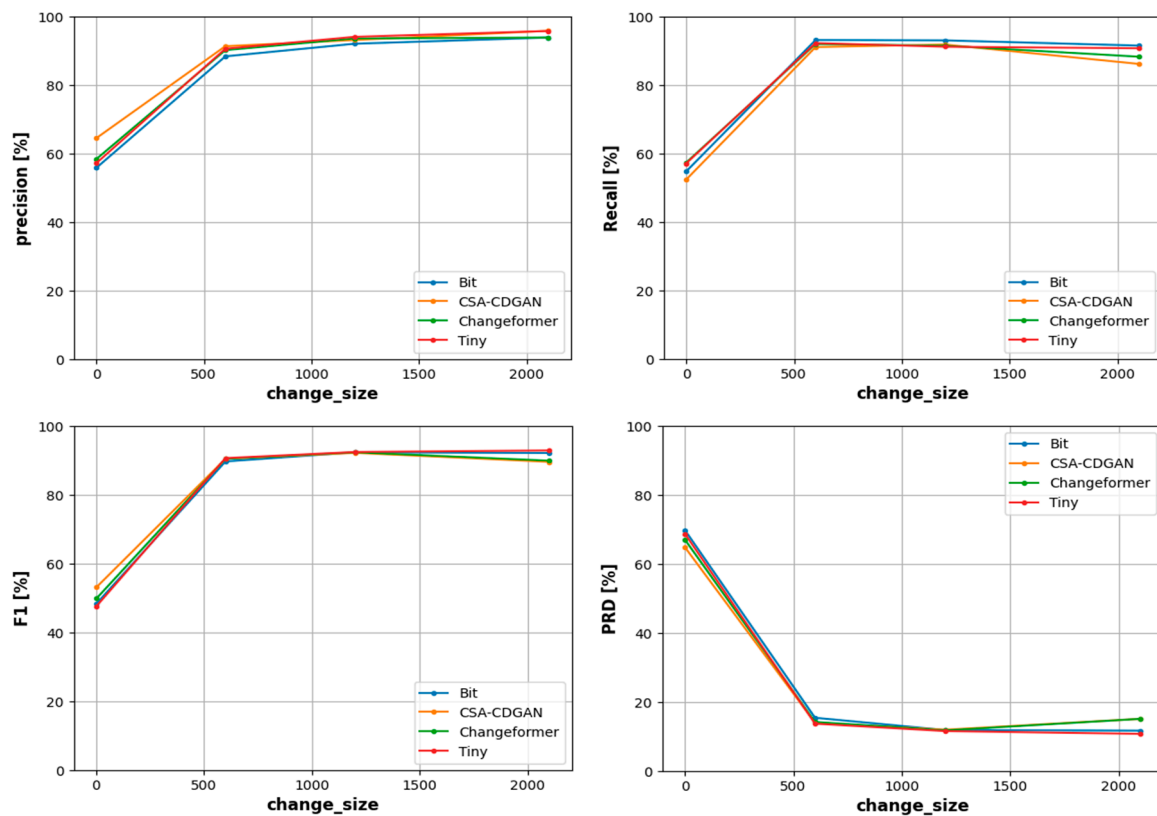 100
80
60
40
20
0
precision [%]
0 500 1000 1500 2000
change_size
Bit
CSA-CDGAN
Changeformer
Tiny
100
80
60
40
20
0
Recall [%]
0 500 1000 1500 2000
change_size
Bit
CSA-CDGAN
Changeformer
Tiny
100
80
60
40
20
0
F1 [%]
0 500 1000 1500 2000
change_size
Bit
CSA-CDGAN
Changeformer
Tiny
100
80
60
40
20
0
PRD [%]
0 500 1000 1500 2000
change_size
Bit
CSA-CDGAN
Changeformer
Tiny